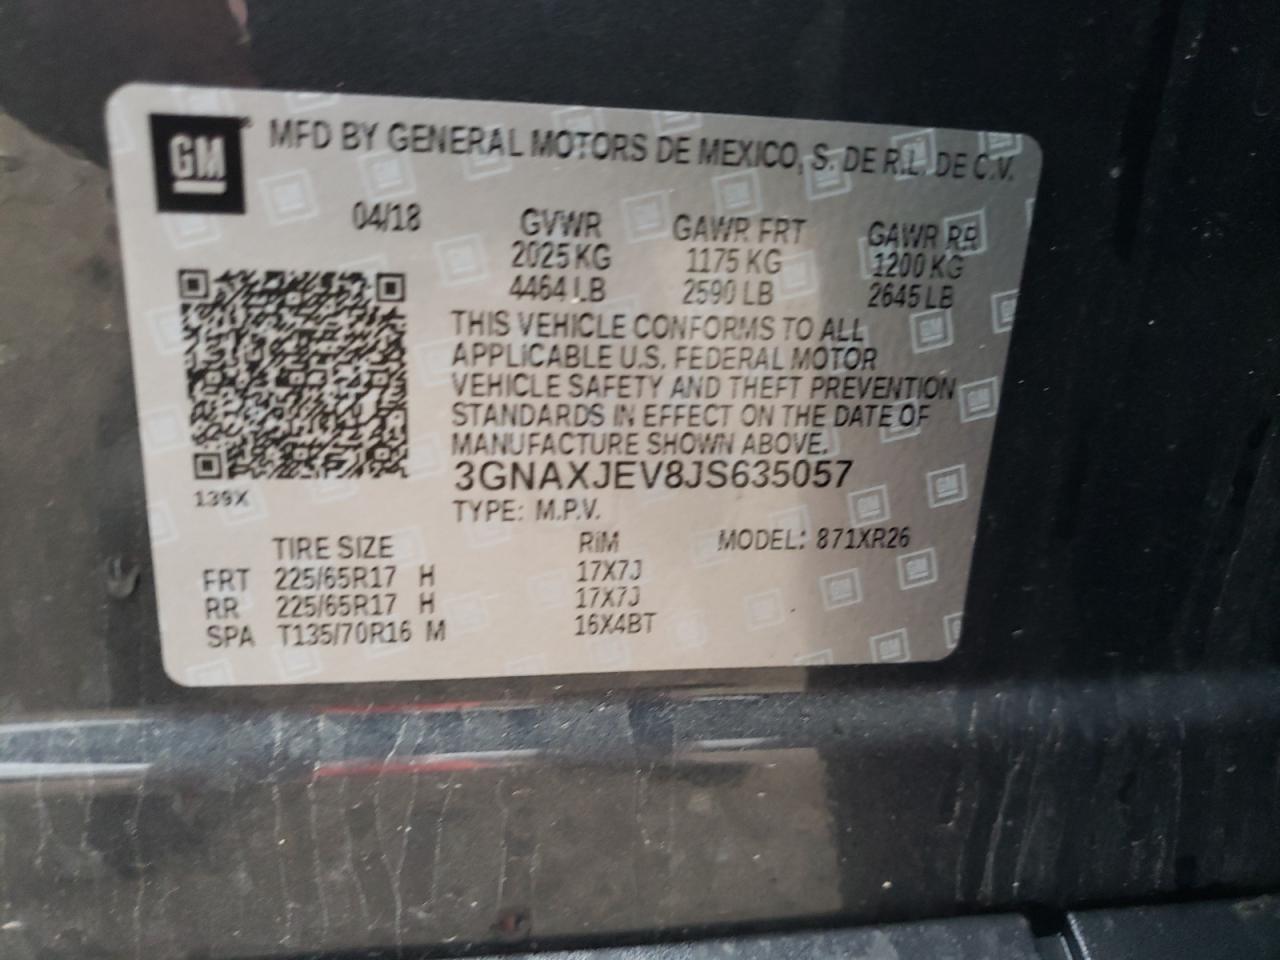 GM MFD BY GENERAL MOTORS DE MEXICO, S. DE R.L. DE C.V.
04/18 GVWR GAWR FRT GAWR RR
2025 KG 1175 KG 1200 KG
4464 LB 2590 LB 2645 LB
THIS VEHICLE CONFORMS TO ALL
APPLICABLE U.S. FEDERAL MOTOR
VEHICLE SAFETY AND THEFT PREVENTION
STANDARDS IN EFFECT ON THE DATE OF
MANUFACTURE SHOWN ABOVE.
3GNAXJEV8JS635057
139X
TYPE: M.P.V.
TIRE SIZE RIM MODEL: 871XR26
FRT 225/65R17 H 17X7J
RR 225/65R17 H 17X7J
SPA T135/70R16 M 16X4BT